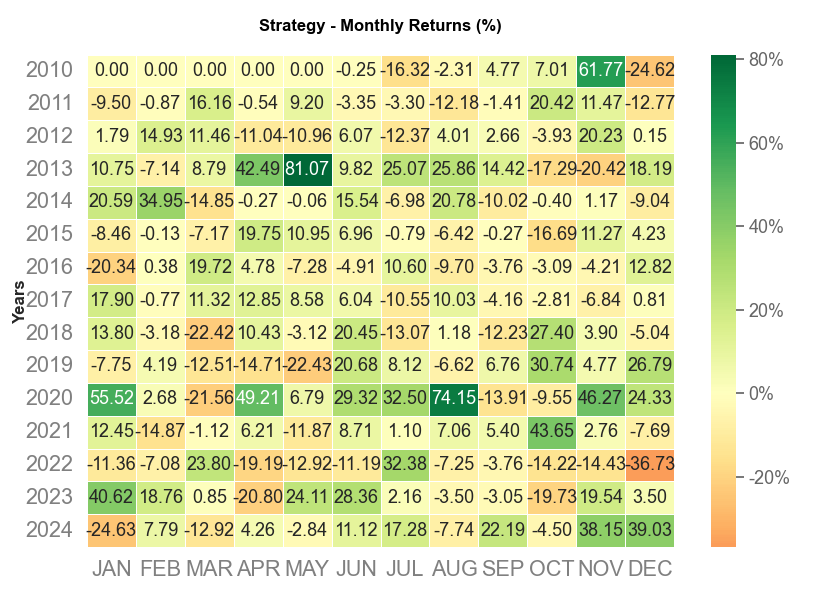 Strategy - Monthly Returns (%)
2010 0.00 0.00 0.00 0.00 0.00 -0.25 -16.32 -2.31 4.77 7.01 61.77 -24.62
2011 -9.50 -0.87 16.16 -0.54 9.20 -3.35 -3.30 -12.18 -1.41 20.42 11.47 -12.77
2012 1.79 14.93 11.46 -11.04 -10.96 6.07 -12.37 4.01 2.66 -3.93 20.23 0.15
2013 10.75 -7.14 8.79 42.49 81.07 9.82 25.07 25.86 14.42 -17.29 -20.42 18.19
2014 20.59 34.95 -14.85 -0.27 -0.06 15.54 -6.98 20.78 -10.02 -0.40 1.17 -9.04
2015 -8.46 -0.13 -7.17 19.75 10.95 6.96 -0.79 -6.42 -0.27 -16.69 11.27 4.23
2016 -20.34 0.38 19.72 4.78 -7.28 -4.91 10.60 -9.70 -3.76 -3.09 -4.21 12.82
2017 17.90 -0.77 11.32 12.85 8.58 6.04 -10.55 10.03 -4.16 -2.81 -6.84 0.81
2018 13.80 -3.18 -22.42 10.43 -3.12 20.45 -13.07 1.18 -12.23 27.40 3.90 -5.04
2019 -7.75 4.19 -12.51 -14.71 -22.43 20.68 8.12 -6.62 6.76 30.74 4.77 26.79
2020 55.52 2.68 -21.56 49.21 6.79 29.32 32.50 74.15 -13.91 -9.55 46.27 24.33
2021 12.45 -14.87 -1.12 6.21 -11.87 8.71 1.10 7.06 5.40 43.65 2.76 -7.69
2022 -11.36 -7.08 23.80 -19.19 -12.92 -11.19 32.38 -7.25 -3.76 -14.22 -14.43 -36.73
2023 40.62 18.76 0.85 -20.80 24.11 28.36 2.16 -3.50 -3.05 -19.73 19.54 3.50
2024 -24.63 7.79 -12.92 4.26 -2.84 11.12 17.28 -7.74 22.19 -4.50 38.15 39.03
JAN FEB MAR APR MAY JUN JUL AUG SEP OCT NOV DEC
Years
80%
60%
40%
20%
0%
-20%